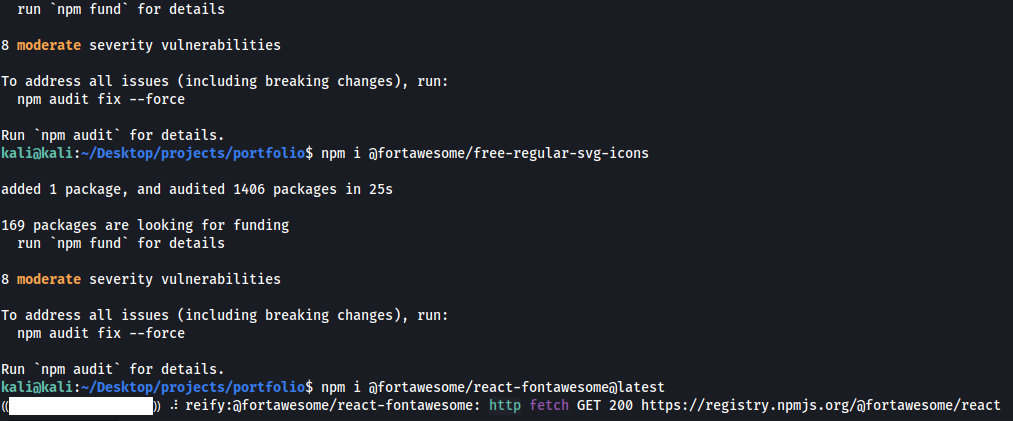 run `npm fund` for details
8 moderate severity vulnerabilities
To address all issues (including breaking changes), run:
npm audit fix --force
Run `npm audit` for details.
kali@kali:~/Desktop/projects/portfolio$ npm i @fortawesome/free-regular-svg-icons
added 1 package, and audited 1406 packages in 25s
169 packages are looking for funding
run `npm fund` for details
8 moderate severity vulnerabilities
To address all issues (including breaking changes), run:
npm audit fix --force
Run `npm audit` for details.
kali@kali:~/Desktop/projects/portfolio$ npm i @fortawesome/react-fontawesome@latest
(( )) ⠼ reify:@fortawesome/react-fontawesome: http fetch GET 200 https://registry.npmjs.org/@fortawesome/react